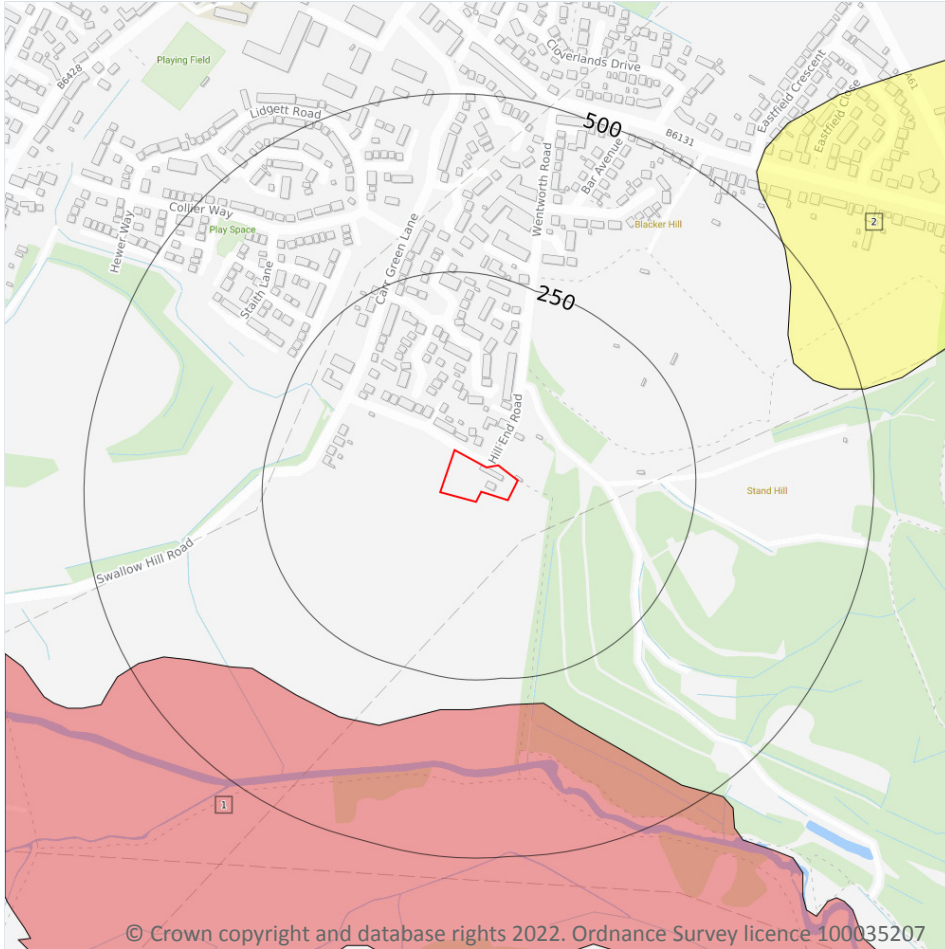 Playing Field
B6428
Cloverlands Drive
Eastfield Crescent
A61
Lidgett Road
500
B6131
Eastfield Close
Bar Avenue
Wentworth Road
Collier Way
Play Space
Hewer Way
Blacker Hill
2
Carr Green Lane
Staith Lane
250
Hill End Road
Stand Hill
Swallow Hill Road
1
© Crown copyright and database rights 2022. Ordnance Survey licence 100035207